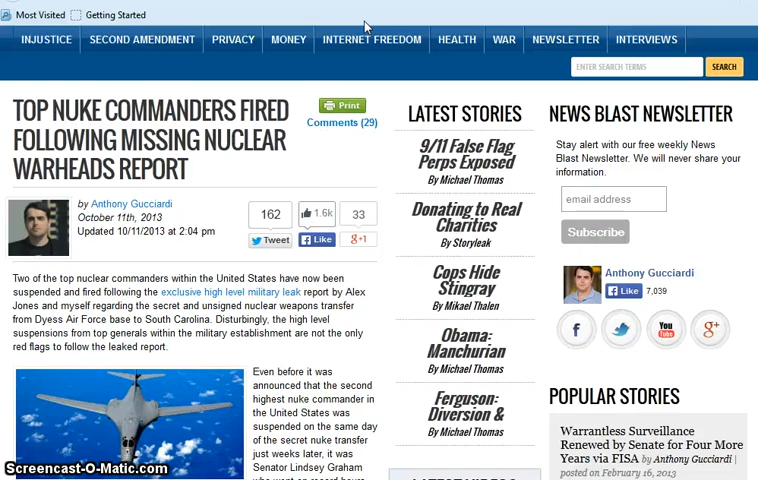 Most Visited Getting Started
INJUSTICE SECOND AMENDMENT PRIVACY MONEY INTERNET FREEDOM HEALTH WAR NEWSLETTER INTERVIEWS
ENTER SEARCH TERMS SEARCH
TOP NUKE COMMANDERS FIRED
FOLLOWING MISSING NUCLEAR
WARHEADS REPORT
Print
Comments (29)
by Anthony Gucciardi
October 11th, 2013
Updated 10/11/2013 at 2:04 pm
162 1.6k 33
Tweet Like +1
Two of the top nuclear commanders within the United States have now been
suspended and fired following the exclusive high level military leak report by Alex
Jones and myself regarding the secret and unsigned nuclear weapons transfer
from Dyess Air Force base to South Carolina. Disturbingly, the high level
suspensions from top generals within the military establishment are not the only
red flags to follow the leaked report.
Even before it was
announced that the second
highest nuke commander in
the United States was
suspended on the same day
of the secret nuke transfer
just weeks later, it was
Senator Lindsey Graham
Screencast-O-Matic.com
LATEST STORIES
9/11 False Flag
Perps Exposed
By Michael Thomas
Donating to Real
Charities
By Storyleak
Cops Hide
Stingray
By Mikael Thalen
Obama:
Manchurian
By Michael Thomas
Ferguson:
Diversion &
By Michael Thomas
NEWS BLAST NEWSLETTER
Stay alert with our free weekly News
Blast Newsletter. We will never share your
information.
email address
Subscribe
Anthony Gucciardi
Like 7,039
You
Tube
g+
POPULAR STORIES
Warrantless Surveillance
Renewed by Senate for Four More
Years via FISA by Anthony Gucciardi |
posted on February 16, 2013